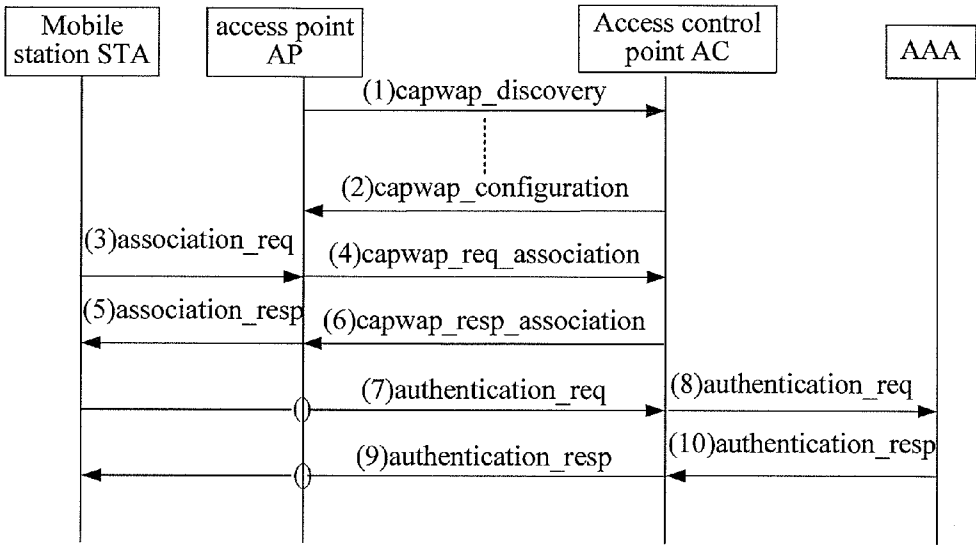 Mobile
station STA
access point
AP
Access control
point AC
AAA
(1)capwap_discovery
(2)capwap_configuration
(3)association_req
(4)capwap_req_association
(5)association_resp
(6)capwap_resp_association
(7)authentication_req
(8)authentication_req
(9)authentication_resp
(10)authentication_resp